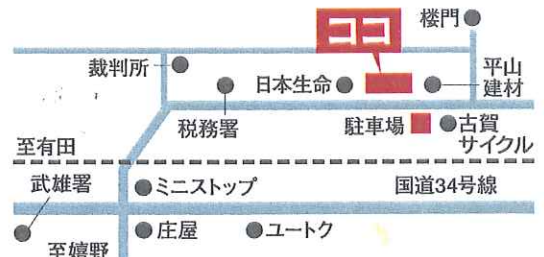 ココ
楼門
裁判所
日本生命
平山
建材
税務署
駐車場
古賀
サイクル
至有田
武雄署
ミニストップ
国道34号線
庄屋
ユートク
至嬉野